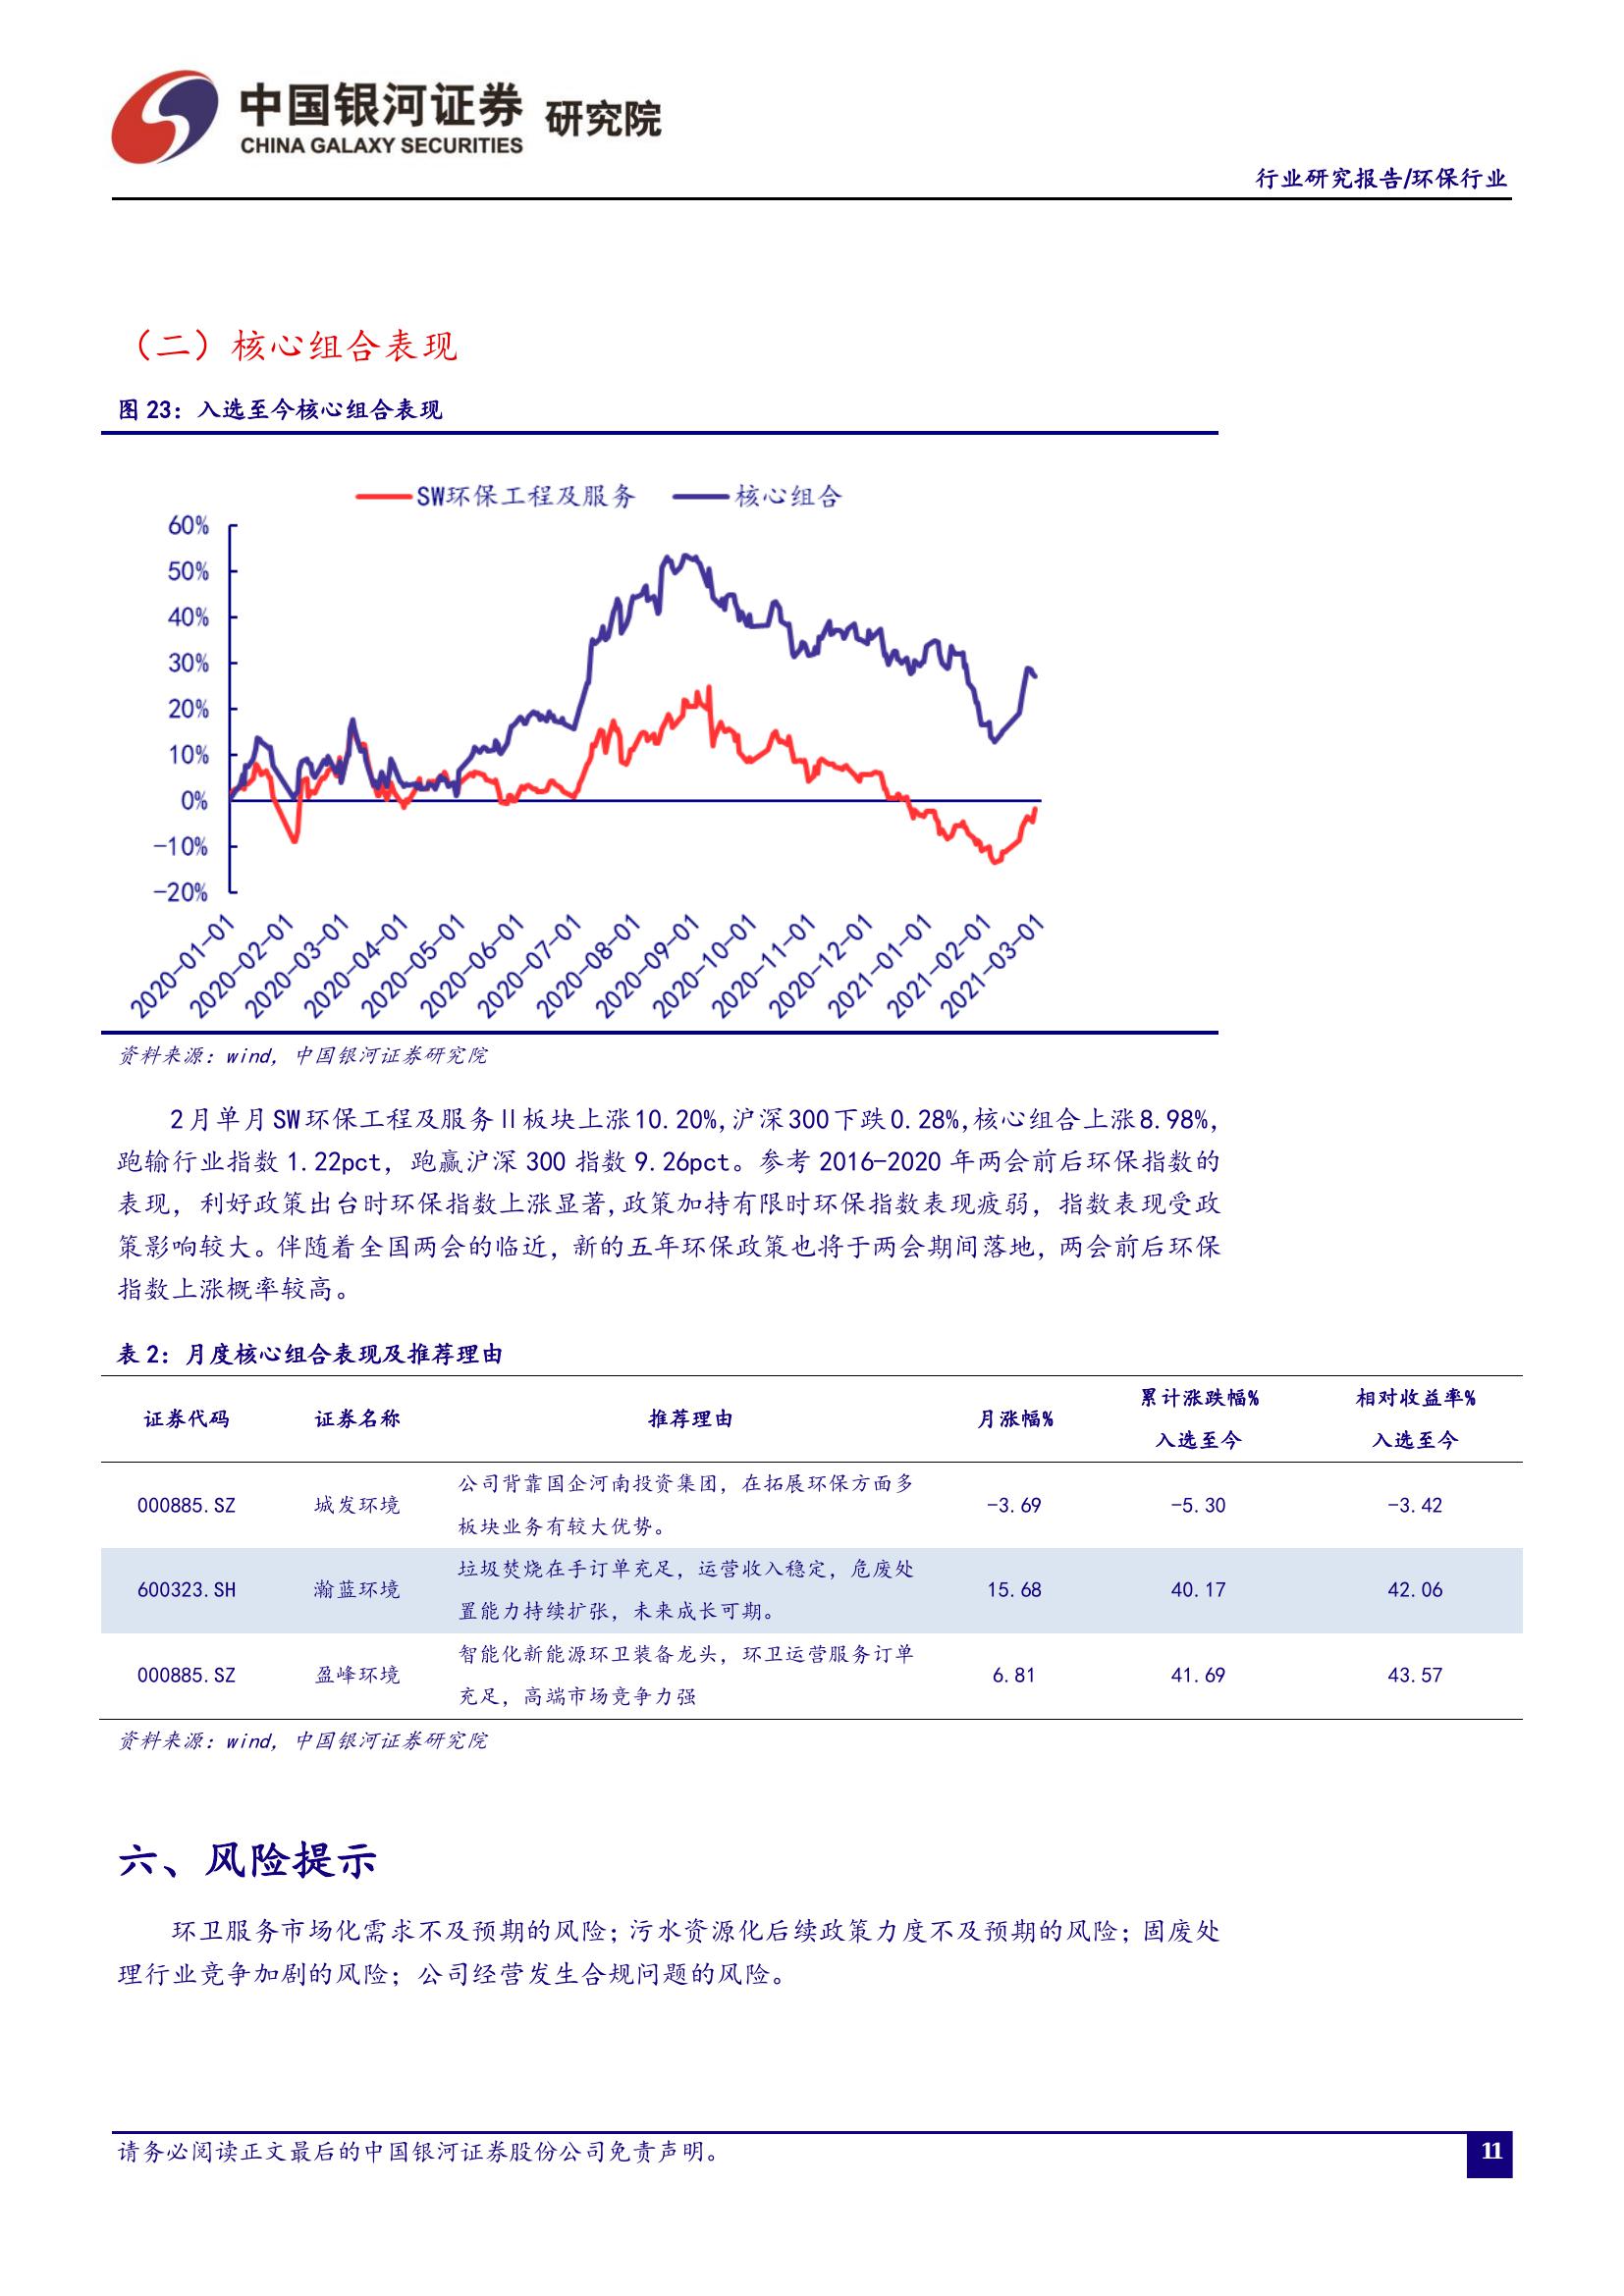 中国银河证券 研究院
CHINA GALAXY SECURITIES
行业研究报告/环保行业
（二）核心组合表现
图 23：入选至今核心组合表现
SW环保工程及服务 核心组合
60%
50%
40%
30%
20%
10%
0%
-10%
-20%
2020-01-01
2020-02-01
2020-03-01
2020-04-01
2020-05-01
2020-06-01
2020-07-01
2020-08-01
2020-09-01
2020-10-01
2020-11-01
2020-12-01
2021-01-01
2021-02-01
2021-03-01
资料来源：wind，中国银河证券研究院
2月单月SW环保工程及服务Ⅱ板块上涨10.20%,沪深300下跌0.28%,核心组合上涨8.98%，
跑输行业指数 1.22pct，跑赢沪深 300 指数 9.26pct。参考 2016-2020 年两会前后环保指数的
表现，利好政策出台时环保指数上涨显著,政策加持有限时环保指数表现疲弱，指数表现受政
策影响较大。伴随着全国两会的临近，新的五年环保政策也将于两会期间落地，两会前后环保
指数上涨概率较高。
表 2：月度核心组合表现及推荐理由
证券代码 证券名称 推荐理由 月涨幅% 累计涨跌幅% 相对收益率%
入选至今 入选至今
公司背靠国企河南投资集团，在拓展环保方面多
000885.SZ 城发环境 -3.69 -5.30 -3.42
板块业务有较大优势。
垃圾焚烧在手订单充足，运营收入稳定，危废处
600323.SH 瀚蓝环境 15.68 40.17 42.06
置能力持续扩张，未来成长可期。
智能化新能源环卫装备龙头，环卫运营服务订单
000885.SZ 盈峰环境 6.81 41.69 43.57
充足，高端市场竞争力强
资料来源：wind，中国银河证券研究院
六、风险提示
环卫服务市场化需求不及预期的风险；污水资源化后续政策力度不及预期的风险；固废处
理行业竞争加剧的风险；公司经营发生合规问题的风险。
请务必阅读正文最后的中国银河证券股份公司免责声明。
11